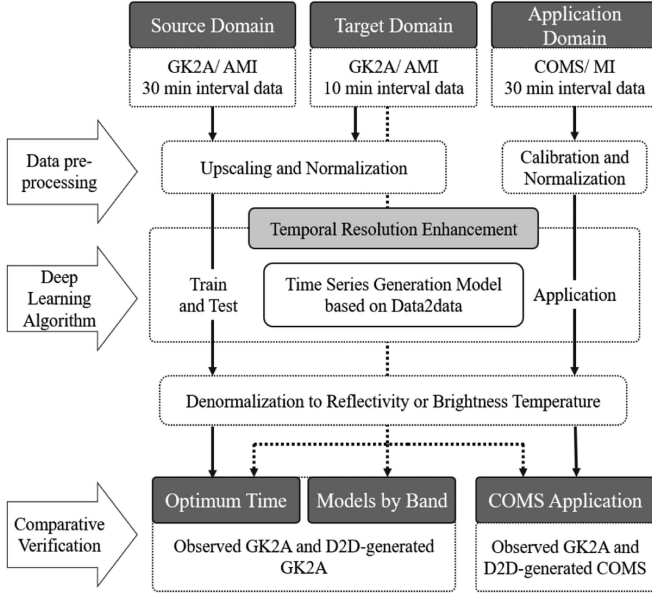 Source Domain
Target Domain
Application
Domain
GK2A/ AMI
30 min interval data
GK2A/ AMI
10 min interval data
COMS/ MI
30 min interval data
Data pre-
processing
Upscaling and Normalization
Calibration and
Normalization
Temporal Resolution Enhancement
Deep
Learning
Algorithm
Train
and Test
Time Series Generation Model
based on Data2data
Application
Denormalization to Reflectivity or Brightness Temperature
Comparative
Verification
Optimum Time
Models by Band
COMS Application
Observed GK2A and D2D-generated
GK2A
Observed GK2A and
D2D-generated COMS